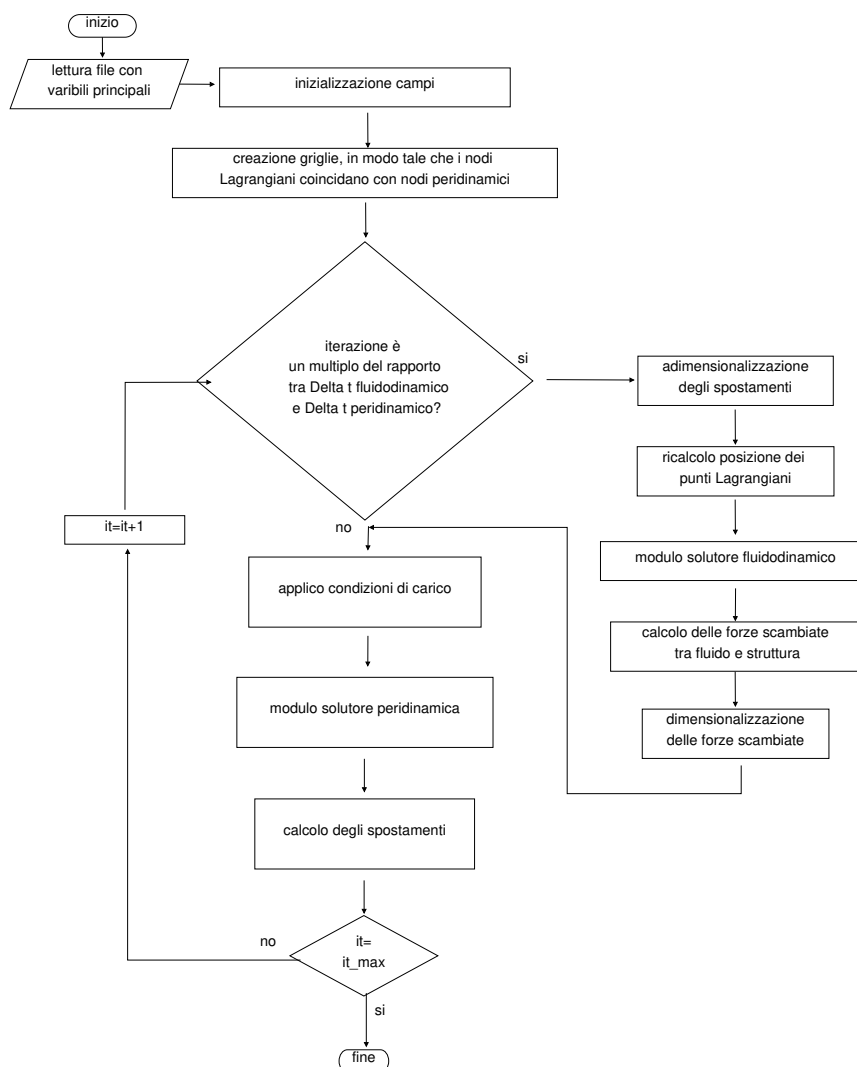 inizio
lettura file con
varibili principali
inizializzazione campi
creazione griglie, in modo tale che i nodi
Lagrangiani coincidano con nodi peridinamici
iterazione è
un multiplo del rapporto
tra Delta t fluidodinamico
e Delta t peridinamico?
si
adimensionalizzazione
degli spostamenti
ricalcolo posizione dei
punti Lagrangiani
modulo solutore fluidodinamico
calcolo delle forze scambiate
tra fluido e struttura
dimensionalizzazione
delle forze scambiate
no
it=it+1
applico condizioni di carico
modulo solutore peridinamica
calcolo degli spostamenti
no
it=
it_max
si
fine